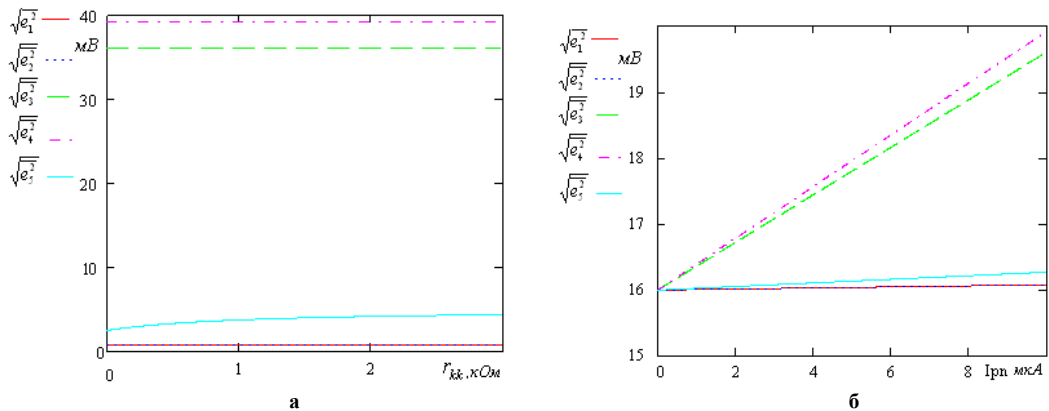 √e₁² 40
√e₂² мВ
√e₃² 30
√e₄²
√e₅² 20
10
0
0 1 2 r_kk, кОм
а
√e₁²
√e₂² мВ
√e₃² 19
√e₄² 18
√e₅²
17
16
15
0 2 4 6 8 Ipn мкА
б